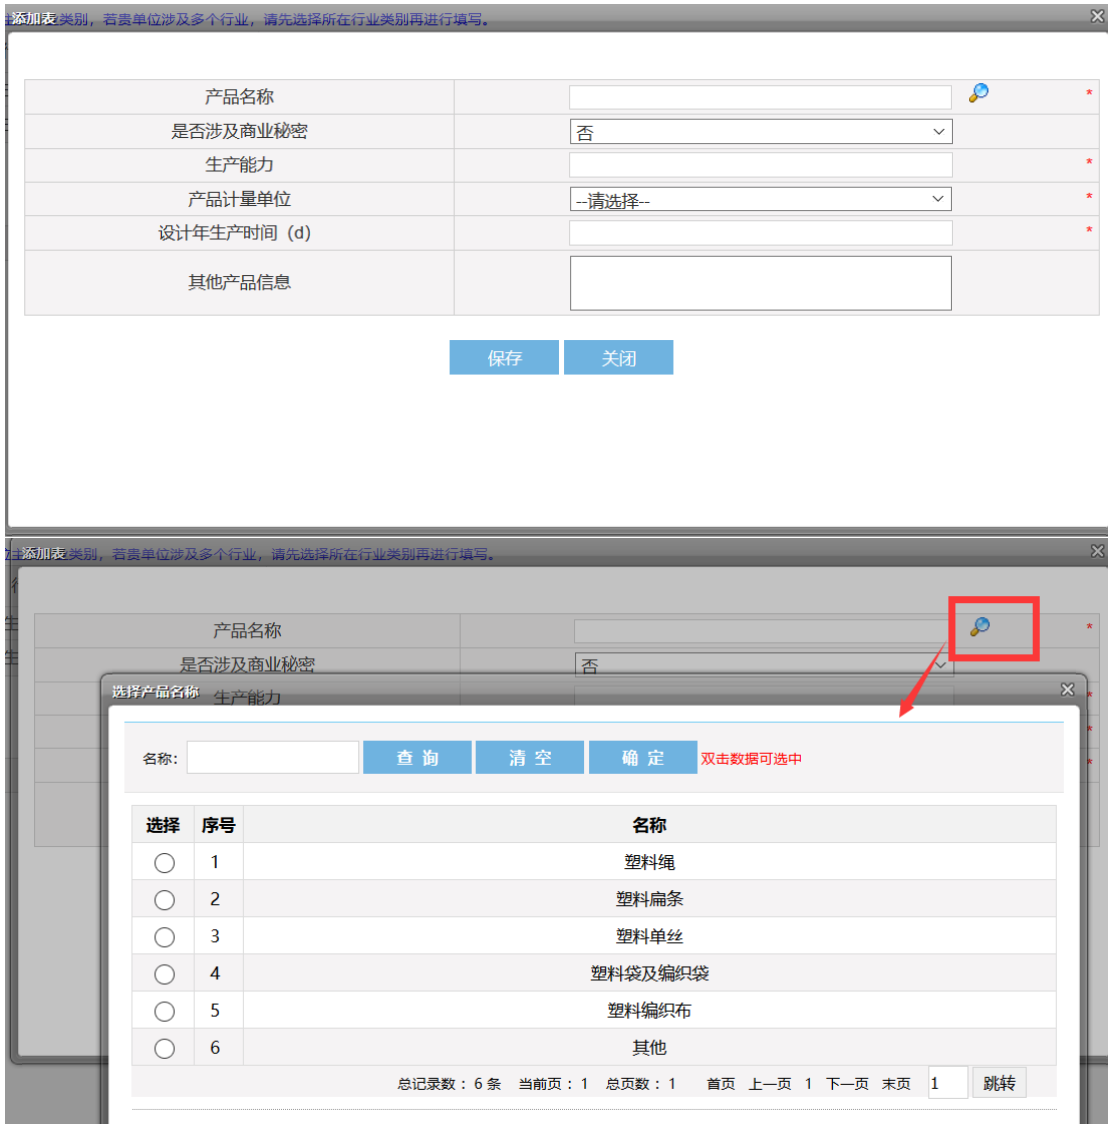 添加表类别，若贵单位涉及多个行业，请先选择所在行业类别再进行填写。
产品名称 *
是否涉及商业秘密 否
生产能力 *
产品计量单位 --请选择-- *
设计年生产时间（d） *
其他产品信息
保存 关闭
添加表类别，若贵单位涉及多个行业，请先选择所在行业类别再进行填写。
产品名称 *
是否涉及商业秘密 否
选择产品名称 生产能力 *
*
名称： 查 询 清 空 确 定 双击数据可选中 *
选择 序号 名称
1 塑料绳
2 塑料扁条
3 塑料单丝
4 塑料袋及编织袋
5 塑料编织布
6 其他
总记录数：6 条 当前页：1 总页数：1 首页 上一页 1 下一页 末页 1 跳转